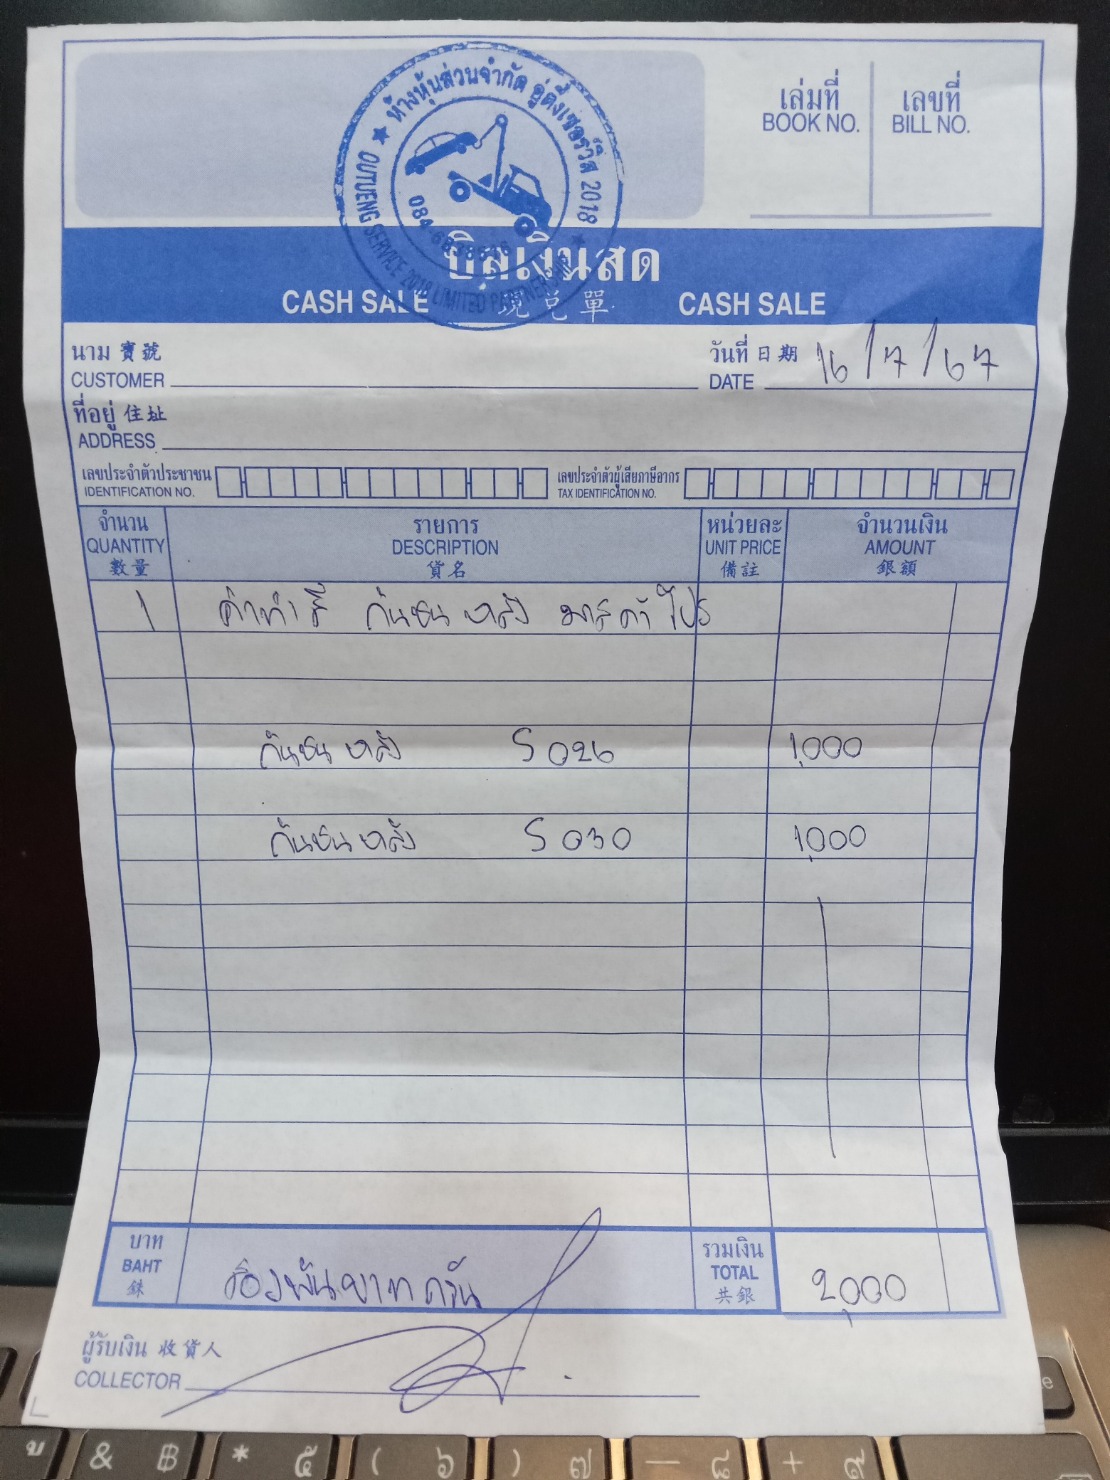 ห้างหุ้นส่วนจำกัด อู่ตึ๋งเซอร์วิส 2018
OUTUENG SERVICE 2018 LIMITED PARTNERSHIP
เล่มที่ เลขที่
BOOK NO. BILL NO.
บิลเงินสด
CASH SALE 現兌單 CASH SALE
นาม 寶號 วันที่ 日期 16/7/67
CUSTOMER DATE
ที่อยู่ 住址
ADDRESS
เลขประจำตัวประชาชน เลขประจำตัวผู้เสียภาษีอากร
IDENTIFICATION NO. TAX IDENTIFICATION NO.
จำนวน รายการ หน่วยละ จำนวนเงิน
QUANTITY DESCRIPTION UNIT PRICE AMOUNT
數量 貨名 備註 銀額
1 ค่าทำสี กันชน หลัง มาสด้า โปร
กันชน หลัง S 026 1,000
กันชน หลัง S 030 1,000
บาท รวมเงิน
BAHT สองพันบาทถ้วน TOTAL 2,000
銖 共銀
ผู้รับเงิน 收貨人
COLLECTOR
ข & ฿ * ๕ ( ๖ ) ๗ — ๘ + ๙